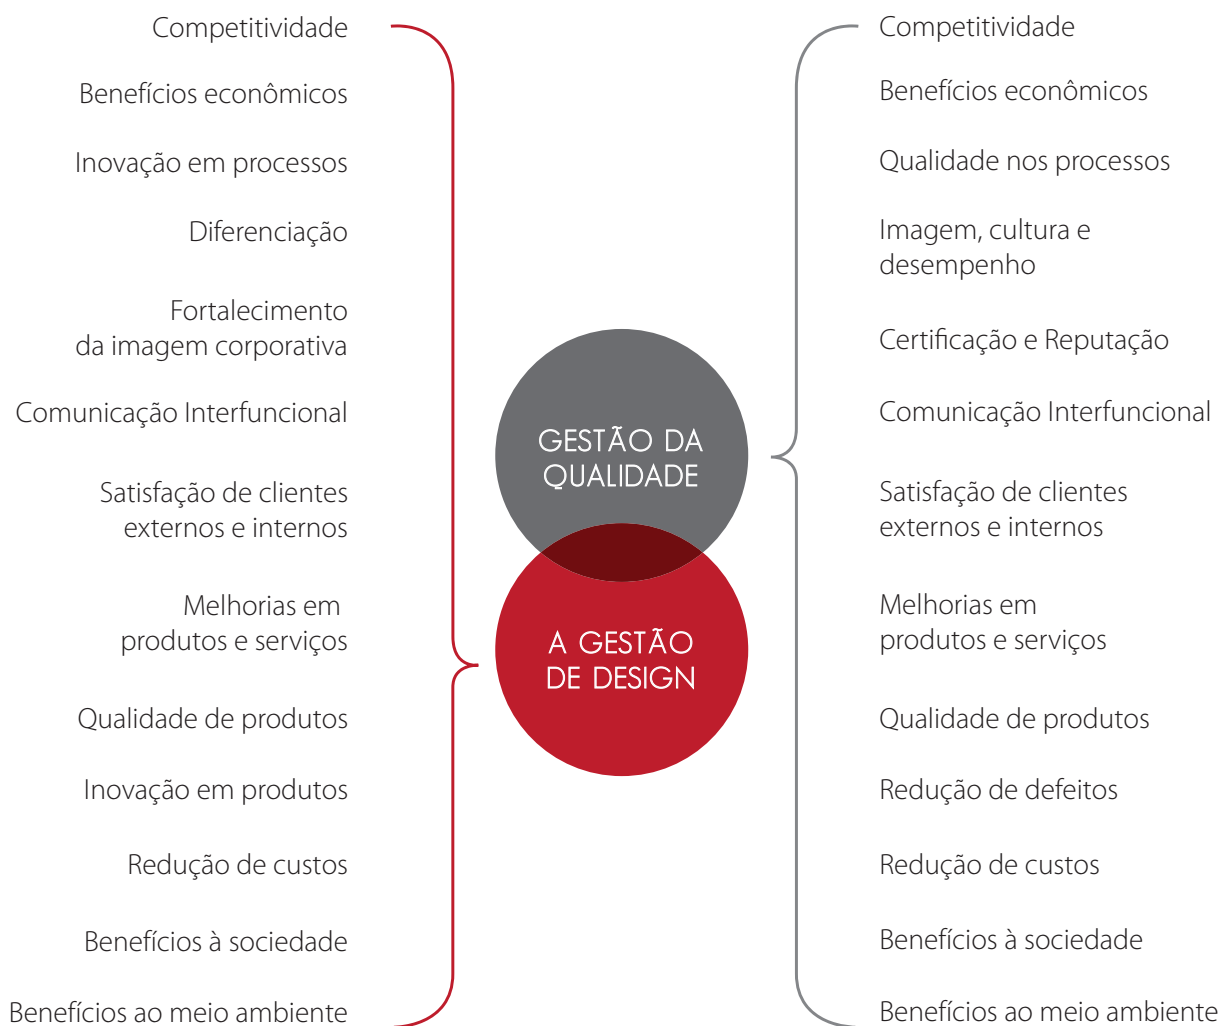 Competitividade
Benefícios econômicos
Inovação em processos
Diferenciação
Fortalecimento
da imagem corporativa
Comunicação Interfuncional
Satisfação de clientes
externos e internos
Melhorias em
produtos e serviços
Qualidade de produtos
Inovação em produtos
Redução de custos
Benefícios à sociedade
Benefícios ao meio ambiente
GESTÃO DA
QUALIDADE
A GESTÃO
DE DESIGN
Competitividade
Benefícios econômicos
Qualidade nos processos
Imagem, cultura e
desempenho
Certificação e Reputação
Comunicação Interfuncional
Satisfação de clientes
externos e internos
Melhorias em
produtos e serviços
Qualidade de produtos
Redução de defeitos
Redução de custos
Benefícios à sociedade
Benefícios ao meio ambiente